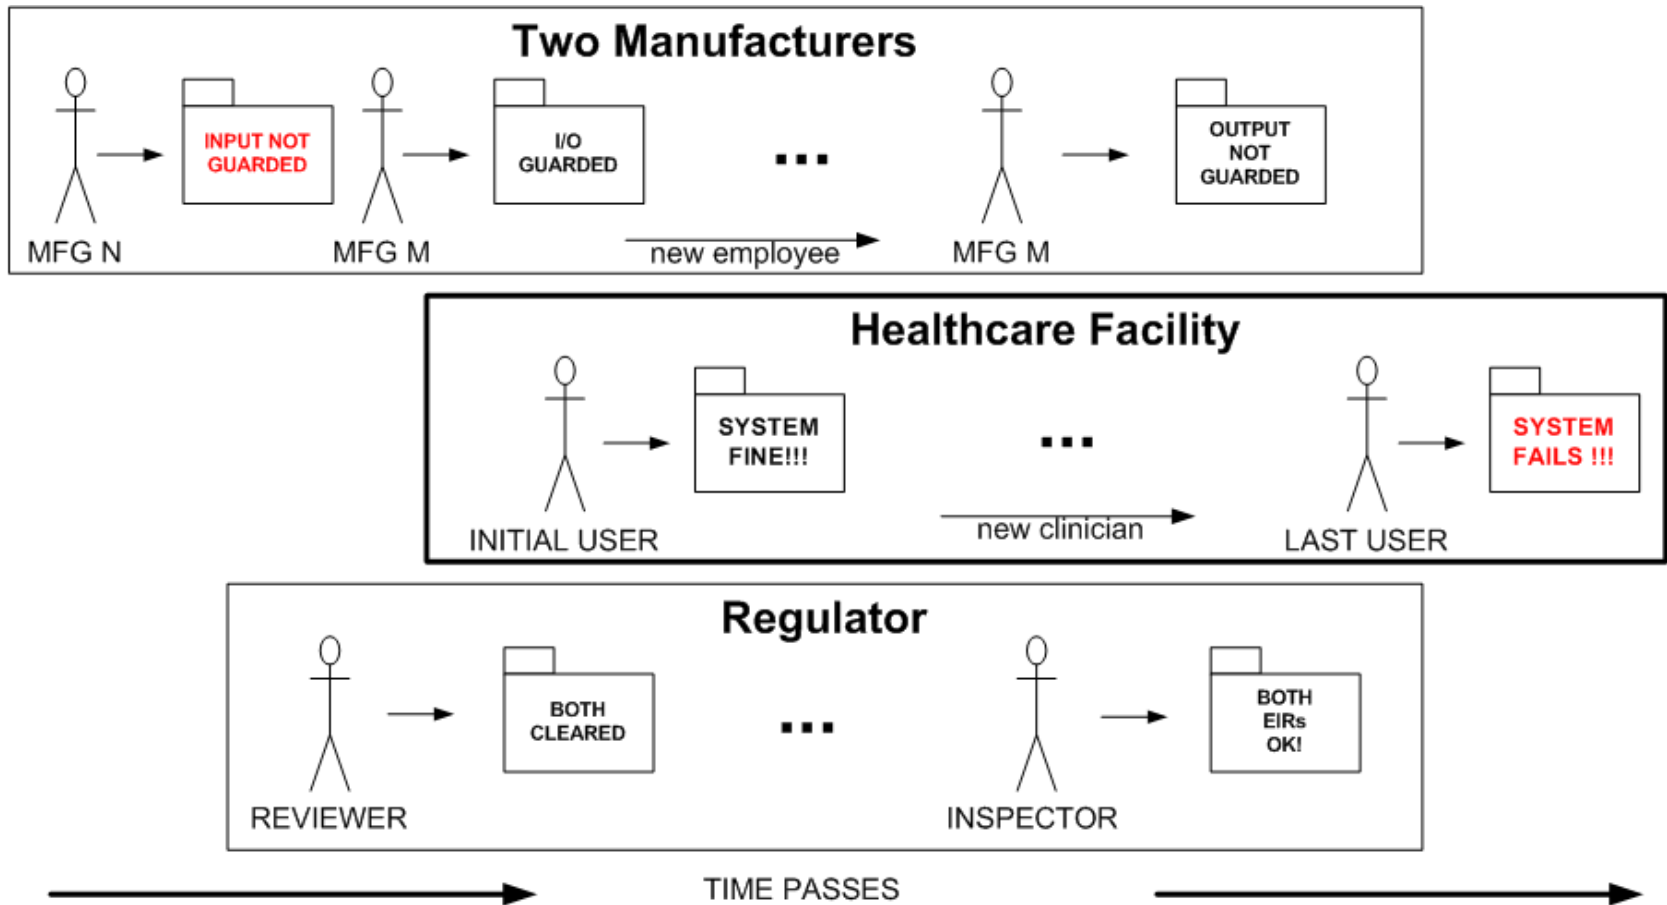 Two Manufacturers
INPUT NOT
GUARDED
I/O
GUARDED
...
OUTPUT
NOT
GUARDED
MFG N
MFG M
new employee
MFG M
Healthcare Facility
SYSTEM
FINE!!!
...
SYSTEM
FAILS !!!
INITIAL USER
new clinician
LAST USER
Regulator
BOTH
CLEARED
...
BOTH
EIRs
OK!
REVIEWER
INSPECTOR
TIME PASSES